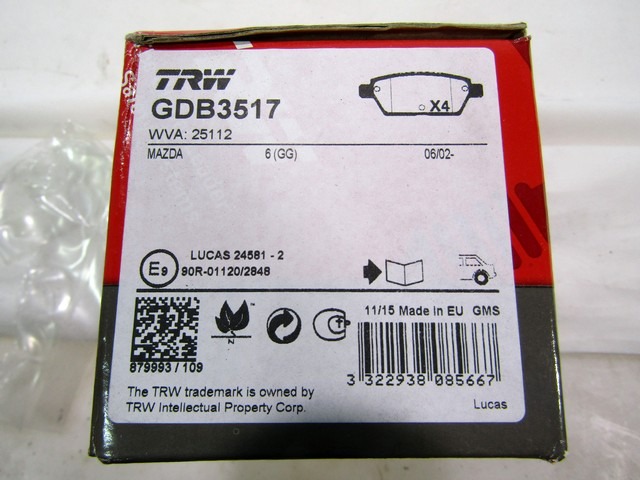 TRW
X4
GDB3517
WVA: 25112
MAZDA 6 (GG) 06/02-
LUCAS 24581 - 2
E9 90R-01120/2848
11/15 Made in EU GMS
N
879993 / 109
3 322938 085667
The TRW trademark is owned by
TRW Intellectual Property Corp.
Lucas